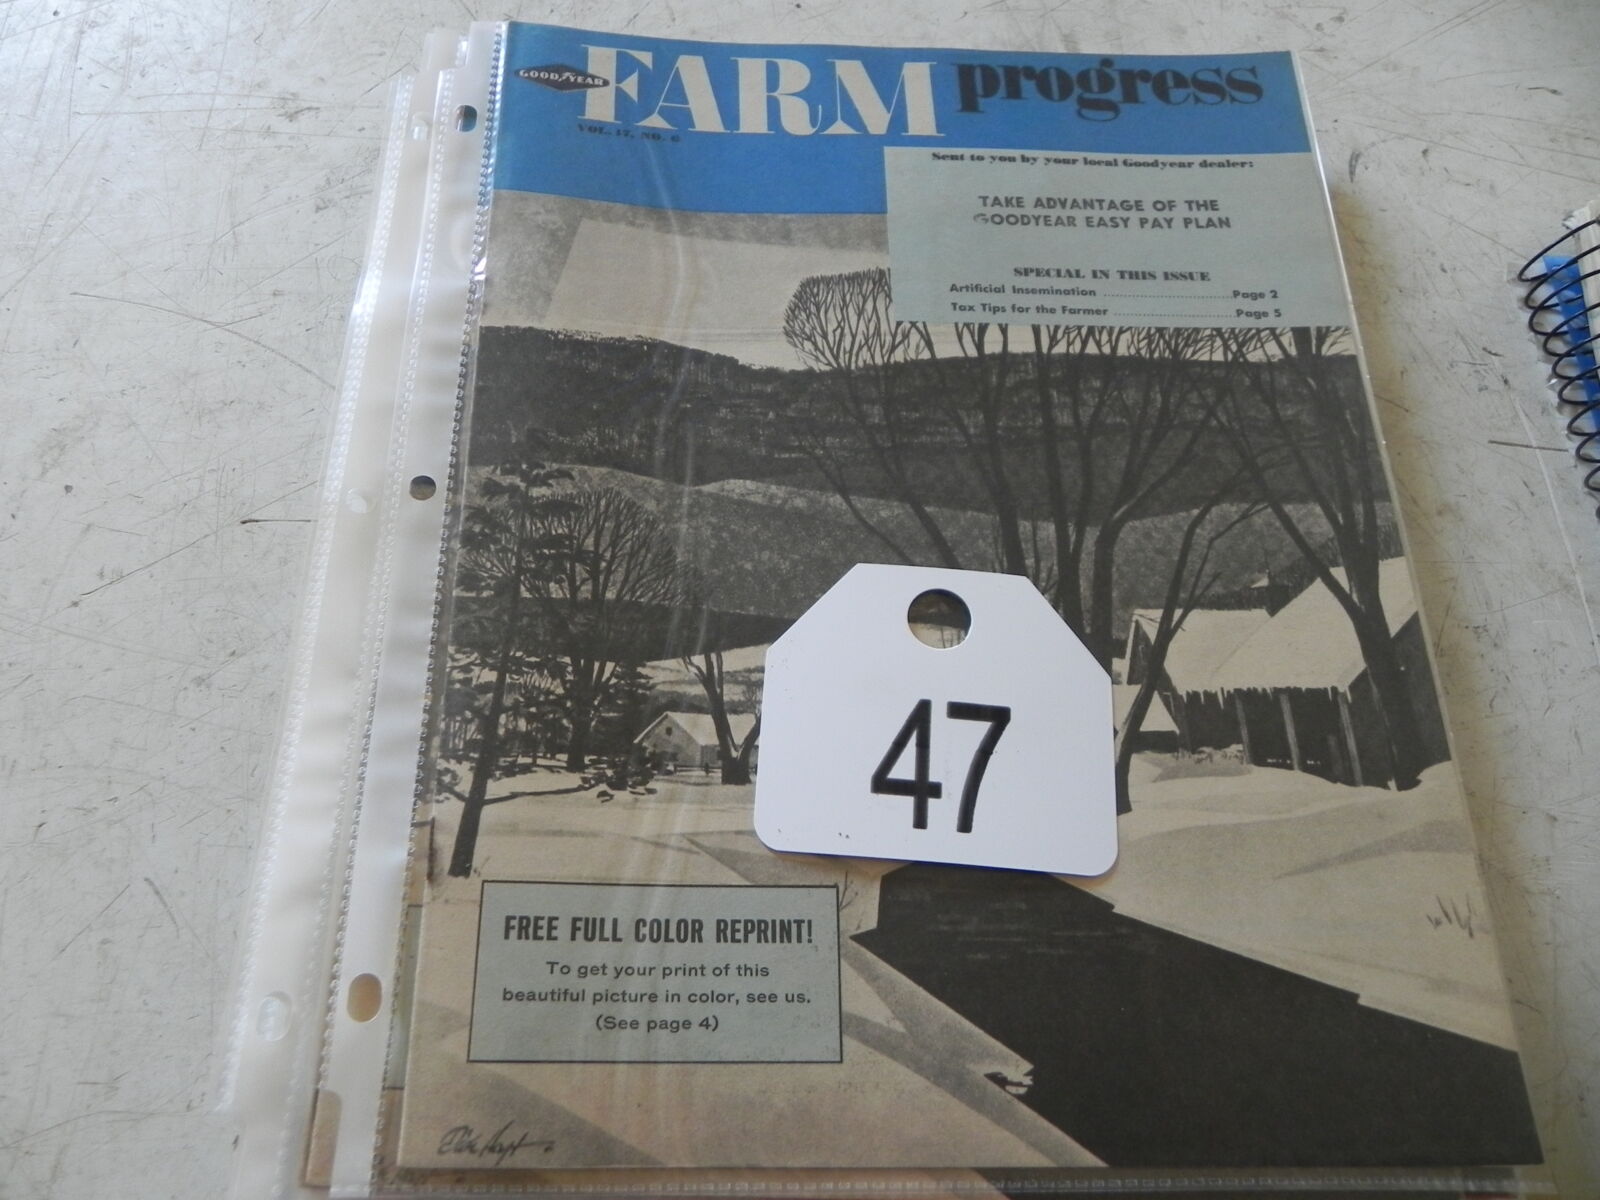 GOODYEAR
FARM progress
VOL. 17, NO. 6
Sent to you by your local Goodyear dealer:
TAKE ADVANTAGE OF THE
GOODYEAR EASY PAY PLAN
SPECIAL IN THIS ISSUE
Artificial Insemination ............................Page 2
Tax Tips for the Farmer ..........................Page 5
47
FREE FULL COLOR REPRINT!
To get your print of this
beautiful picture in color, see us.
(See page 4)